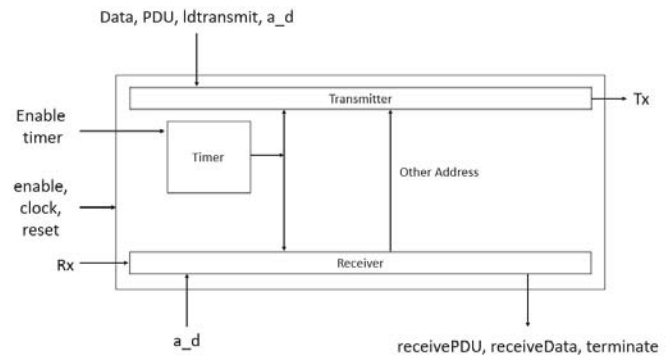 Data, PDU, ldtransmit, a_d
Transmitter
Tx
Enable
timer
Timer
Other Address
enable,
clock,
reset
Rx
Receiver
a_d
receivePDU, receiveData, terminate